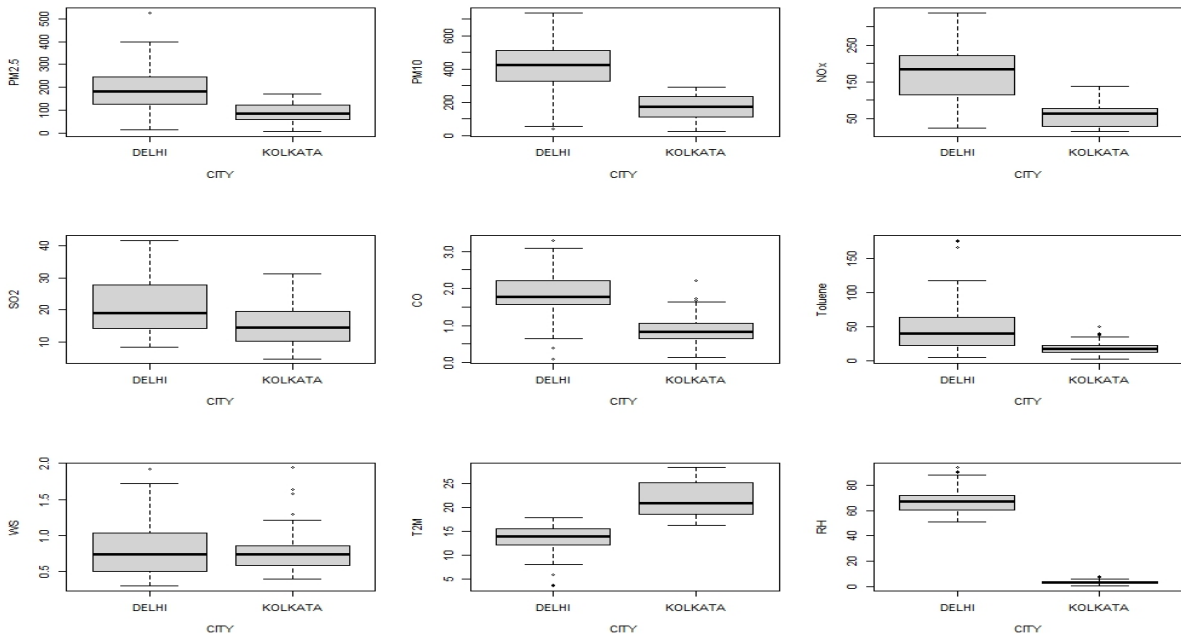 PM2.5
500
400
300
200
100
0
DELHI KOLKATA
CITY
PM10
600
400
200
0
DELHI KOLKATA
CITY
NOx
250
150
50
DELHI KOLKATA
CITY
SO2
40
30
20
10
DELHI KOLKATA
CITY
CO
3.0
2.0
1.0
0.0
DELHI KOLKATA
CITY
Toluene
150
100
50
0
DELHI KOLKATA
CITY
WS
2.0
1.5
1.0
0.5
DELHI KOLKATA
CITY
T2M
25
20
15
10
5
DELHI KOLKATA
CITY
RH
80
60
40
20
0
DELHI KOLKATA
CITY